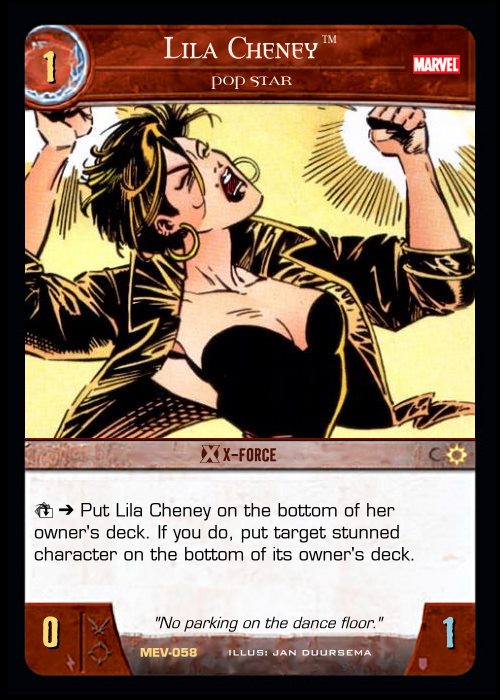 1
LILA CHENEY™
POP STAR
MARVEL
X-FORCE
C
➔ Put Lila Cheney on the bottom of her
owner's deck. If you do, put target stunned
character on the bottom of its owner's deck.
"No parking on the dance floor."
0
1
MEV-058 ILLUS: JAN DUURSEMA